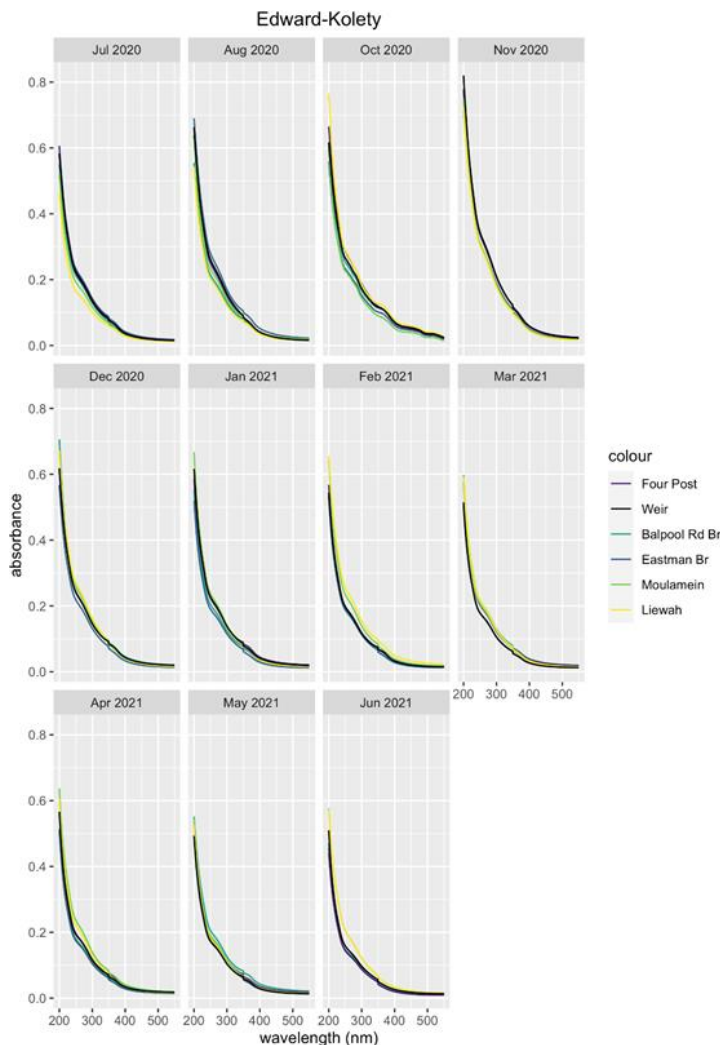 Edward-Kolety
Jul 2020
Aug 2020
Oct 2020
Nov 2020
0.8
0.6
0.4
0.2
0.0
Dec 2020
Jan 2021
Feb 2021
Mar 2021
0.8
0.6
0.4
0.2
0.0
200 300 400 500
Apr 2021
May 2021
Jun 2021
0.8
0.6
0.4
0.2
0.0
200 300 400 500
200 300 400 500
200 300 400 500
absorbance
wavelength (nm)
colour
Four Post
Weir
Balpool Rd Br
Eastman Br
Moulamein
Liewah